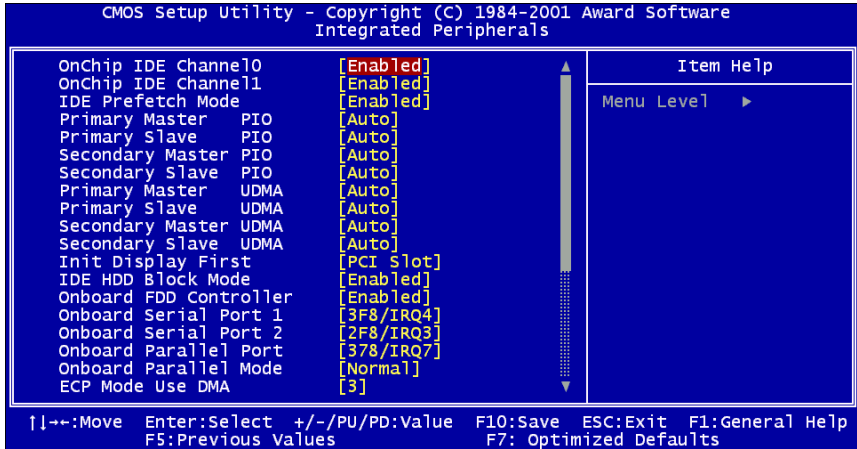 CMOS Setup Utility - Copyright (C) 1984-2001 Award Software
Integrated Peripherals
OnChip IDE Channel0 [Enabled]
OnChip IDE Channel1 [Enabled]
IDE Prefetch Mode [Enabled]
Primary Master PIO [Auto]
Primary Slave PIO [Auto]
Secondary Master PIO [Auto]
Secondary Slave PIO [Auto]
Primary Master UDMA [Auto]
Primary Slave UDMA [Auto]
Secondary Master UDMA [Auto]
Secondary Slave UDMA [Auto]
Init Display First [PCI Slot]
IDE HDD Block Mode [Enabled]
Onboard FDD Controller [Enabled]
Onboard Serial Port 1 [3F8/IRQ4]
Onboard Serial Port 2 [2F8/IRQ3]
Onboard Parallel Port [378/IRQ7]
Onboard Parallel Mode [Normal]
ECP Mode Use DMA [3]
Item Help
Menu Level ►
↑↓→←:Move Enter:Select +/-/PU/PD:Value F10:Save ESC:Exit F1:General Help
F5:Previous Values F7: Optimized Defaults